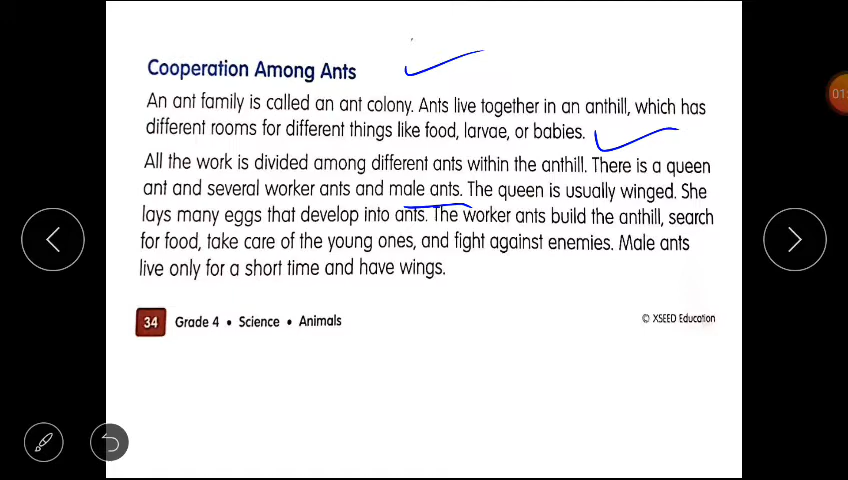 Cooperation Among Ants
An ant family is called an ant colony. Ants live together in an anthill, which has
different rooms for different things like food, larvae, or babies.
All the work is divided among different ants within the anthill. There is a queen
ant and several worker ants and male ants. The queen is usually winged. She
lays many eggs that develop into ants. The worker ants build the anthill, search
for food, take care of the young ones, and fight against enemies. Male ants
live only for a short time and have wings.
34 Grade 4 • Science • Animals
© XSEED Education